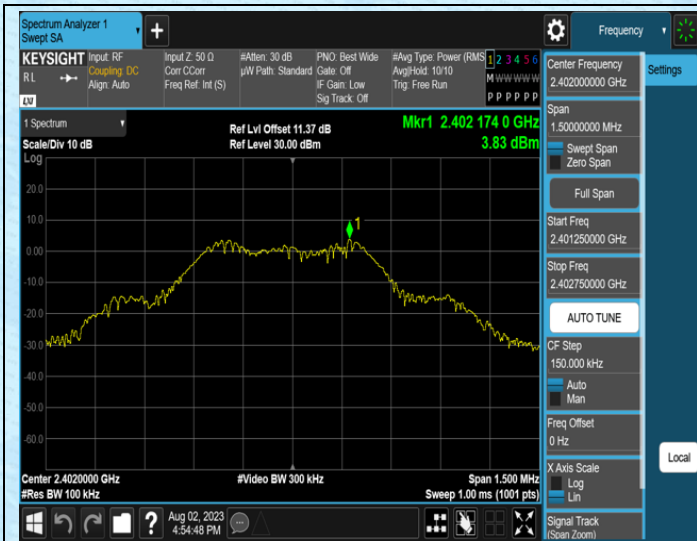 Spectrum Analyzer 1
Swept SA
Frequency
KEYSIGHT
R L
LXI
Input: RF
Coupling: DC
Align: Auto
Input Z: 50 Ω
Corr CCorr
Freq Ref: Int (S)
#Atten: 30 dB
µW Path: Standard
PNO: Best Wide
Gate: Off
IF Gain: Low
Sig Track: Off
#Avg Type: Power (RMS
Avg|Hold: 10/10
Trig: Free Run
1 2 3 4 5 6
M W W W W W
P P P P P P
1 Spectrum
Scale/Div 10 dB
Log
Ref Lvl Offset 11.37 dB
Ref Level 30.00 dBm
Mkr1 2.402 174 0 GHz
3.83 dBm
20.0
10.0
0.00
-10.0
-20.0
-30.0
-40.0
-50.0
-60.0
1
Center 2.4020000 GHz
#Res BW 100 kHz
#Video BW 300 kHz
Span 1.500 MHz
Sweep 1.00 ms (1001 pts)
Aug 02, 2023
4:54:48 PM
Center Frequency
2.402000000 GHz
Span
1.50000000 MHz
Swept Span
Zero Span
Full Span
Start Freq
2.401250000 GHz
Stop Freq
2.402750000 GHz
AUTO TUNE
CF Step
150.000 kHz
Auto
Man
Freq Offset
0 Hz
X Axis Scale
Log
Lin
Signal Track
(Span Zoom)
Settings
Local